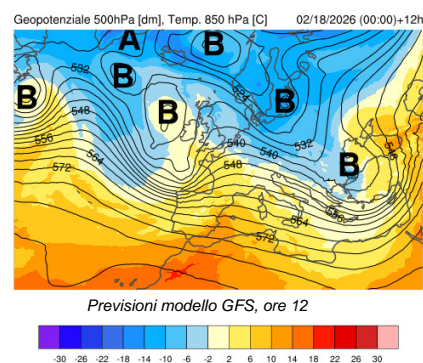 Geopotenziale 500hPa [dm], Temp. 850 hPa [C] 02/18/2026 (00:00)+12h
A B
B
B B
B
B
532 524
548
556 564 540 532
572 548 540
548
564 556
572
Previsioni modello GFS, ore 12
-30 -26 -22 -18 -14 -10 -6 -2 2 6 10 14 18 22 26 30